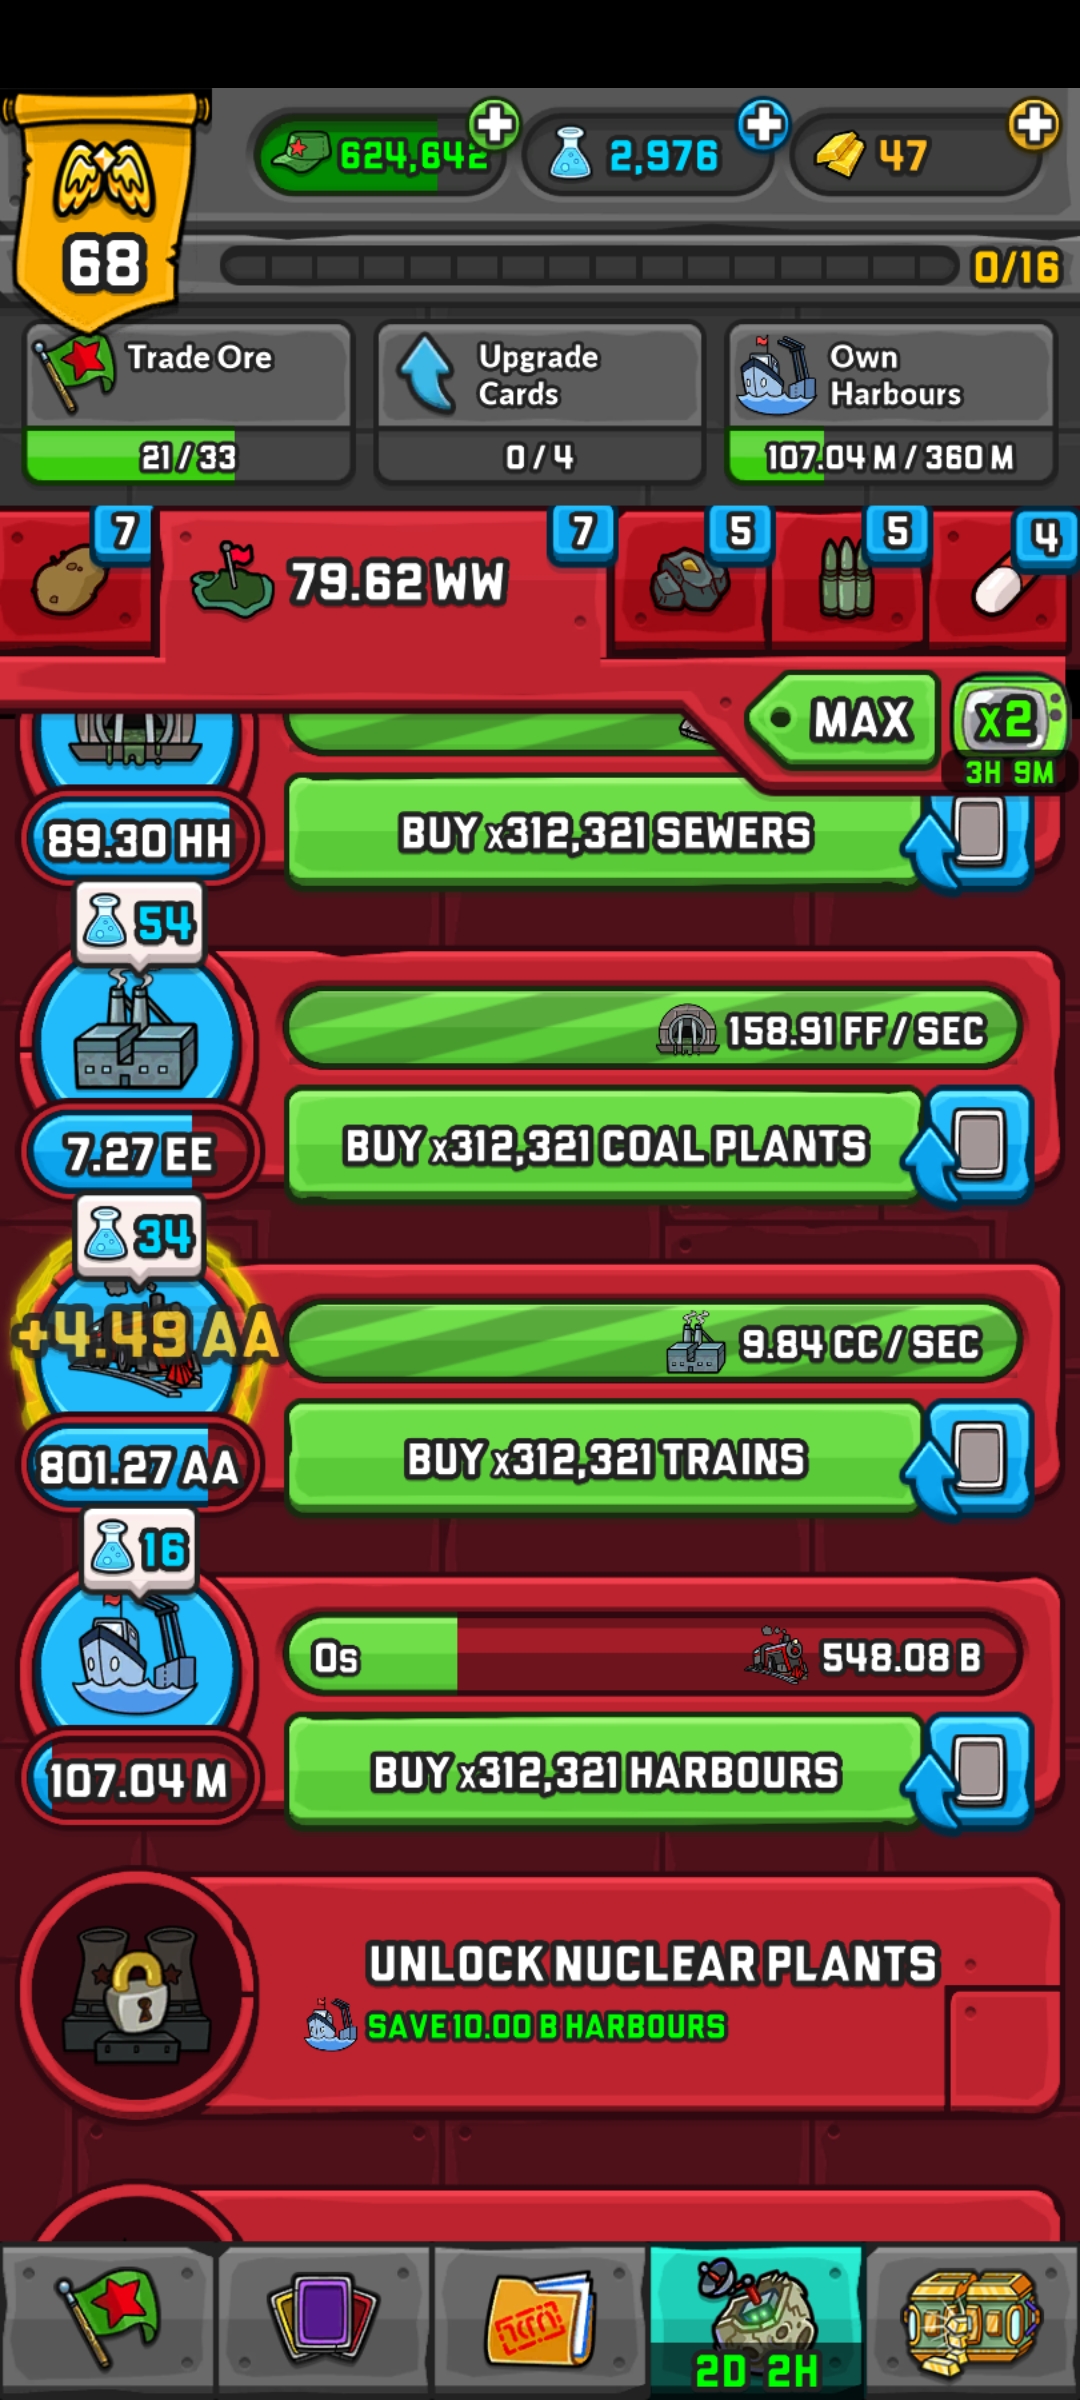 624,642
2,976
47
68
0/16
Trade Ore
21/33
Upgrade
Cards
0/4
Own
Harbours
107.04 M / 360 M
7
79.62 WW
7
5
5
4
MAX
x2
3H 9M
89.30 HH
BUY x312,321 SEWERS
54
158.91 FF / SEC
7.27 EE
BUY x312,321 COAL PLANTS
34
+4.49 AA
9.84 CC / SEC
801.27 AA
BUY x312,321 TRAINS
16
0s
548.08 B
107.04 M
BUY x312,321 HARBOURS
UNLOCK NUCLEAR PLANTS
SAVE 10.00 B HARBOURS
2D 2H